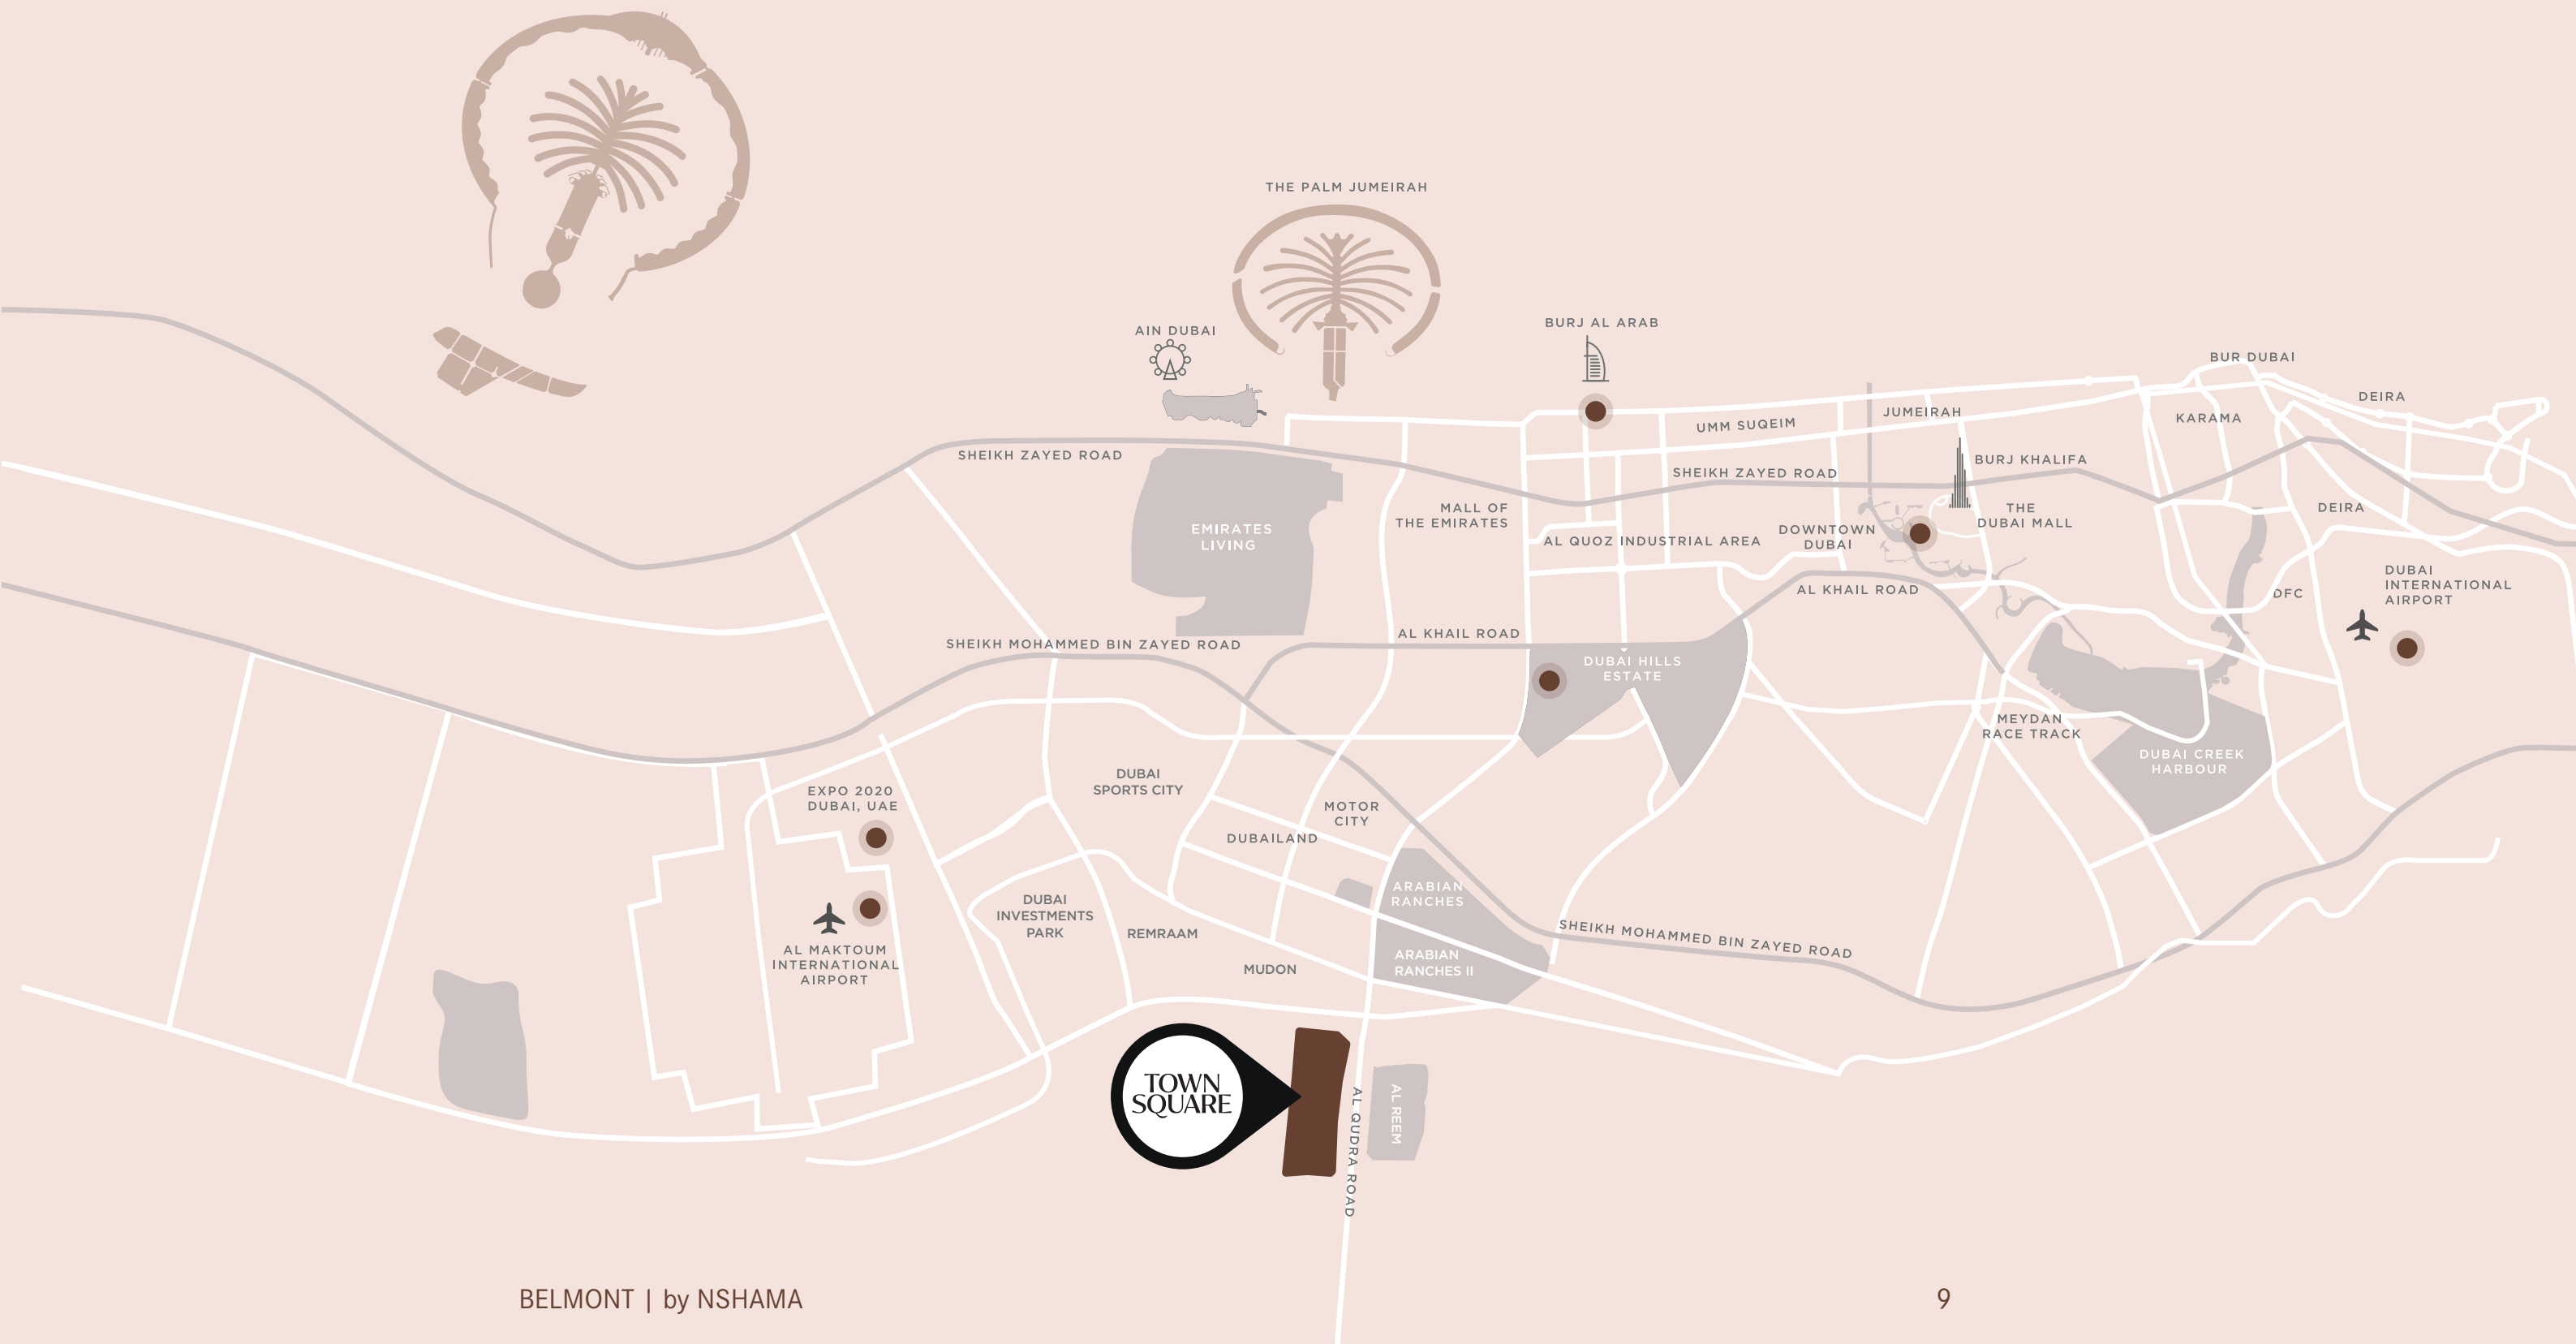 THE PALM JUMEIRAH
AIN DUBAI
BURJ AL ARAB
BUR DUBAI
DEIRA
JUMEIRAH
KARAMA
UMM SUQEIM
SHEIKH ZAYED ROAD
SHEIKH ZAYED ROAD
BURJ KHALIFA
MALL OF
THE EMIRATES
THE
DUBAI MALL
DEIRA
EMIRATES
LIVING
AL QUOZ INDUSTRIAL AREA
DOWNTOWN
DUBAI
DUBAI
INTERNATIONAL
AIRPORT
AL KHAIL ROAD
DFC
SHEIKH MOHAMMED BIN ZAYED ROAD
AL KHAIL ROAD
DUBAI HILLS
ESTATE
MEYDAN
RACE TRACK
DUBAI CREEK
HARBOUR
DUBAI
SPORTS CITY
EXPO 2020
DUBAI, UAE
MOTOR
CITY
DUBAILAND
ARABIAN
RANCHES
DUBAI
INVESTMENTS
PARK
REMRAAM
SHEIKH MOHAMMED BIN ZAYED ROAD
AL MAKTOUM
INTERNATIONAL
AIRPORT
MUDON
ARABIAN
RANCHES II
TOWN
SQUARE
AL QUDRA ROAD
AL REEM
BELMONT | by NSHAMA
9